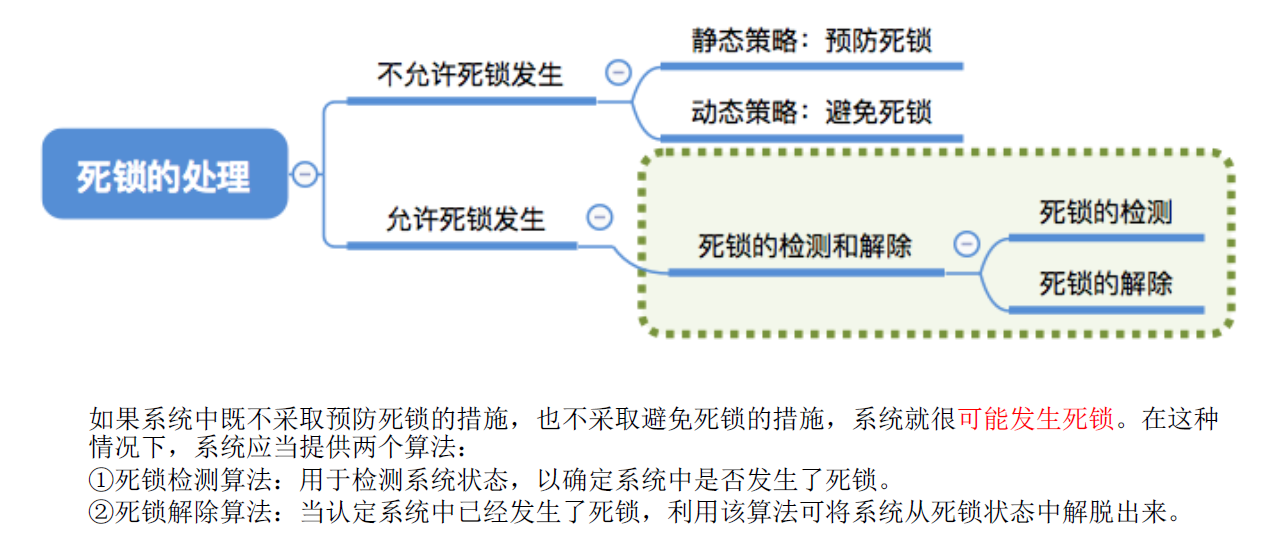 死锁的处理
不允许死锁发生
静态策略：预防死锁
动态策略：避免死锁
允许死锁发生
死锁的检测和解除
死锁的检测
死锁的解除
如果系统中既不采取预防死锁的措施，也不采取避免死锁的措施，系统就很可能发生死锁。在这种
情况下，系统应当提供两个算法：
①死锁检测算法：用于检测系统状态，以确定系统中是否发生了死锁。
②死锁解除算法：当认定系统中已经发生了死锁，利用该算法可将系统从死锁状态中解脱出来。